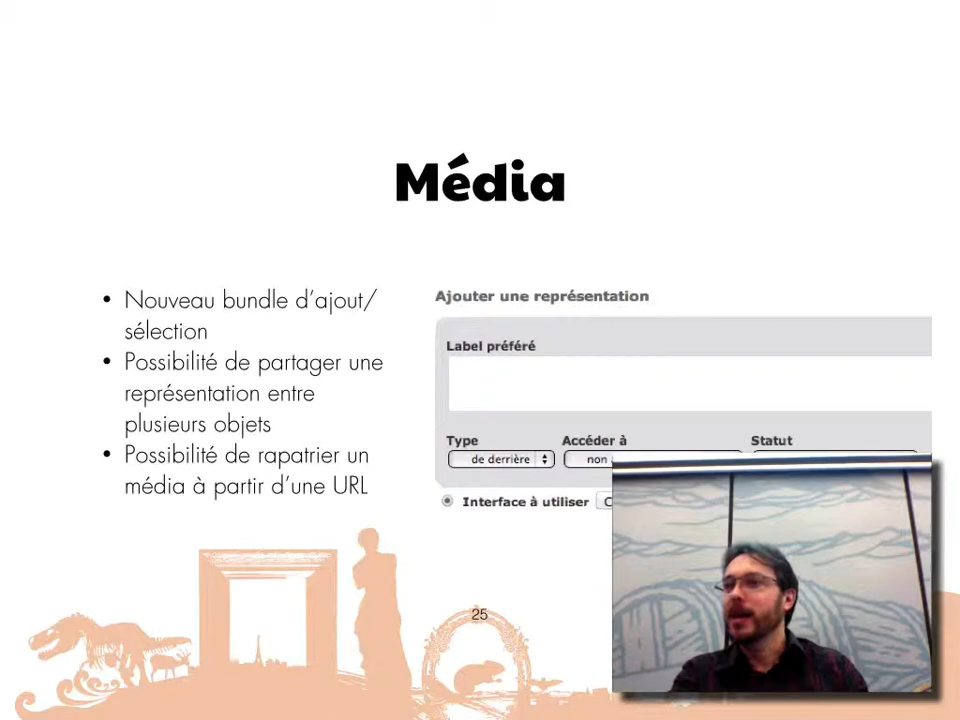 Média
• Nouveau bundle d'ajout/
sélection
• Possibilité de partager une
représentation entre
plusieurs objets
• Possibilité de rapatrier un
média à partir d'une URL
Ajouter une représentation
Label préféré
Type Accéder à Statut
de derrière non
Interface à utiliser
25